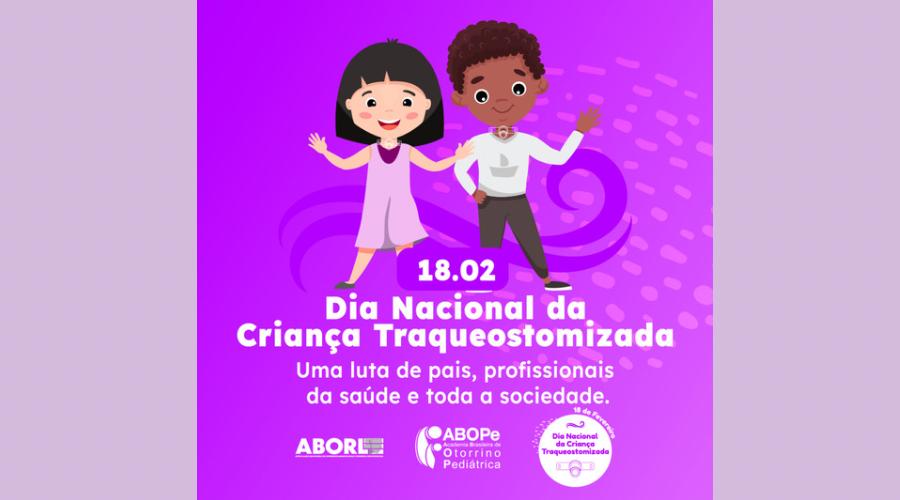 18.02
Dia Nacional da
Criança Traqueostomizada
Uma luta de pais, profissionais
da saúde e toda a sociedade.
ABORL
ABOPe
Academia Brasileira de
Otorrino
Pediátrica
18 de Fevereiro
Dia Nacional
da Criança
Traqueostomizada